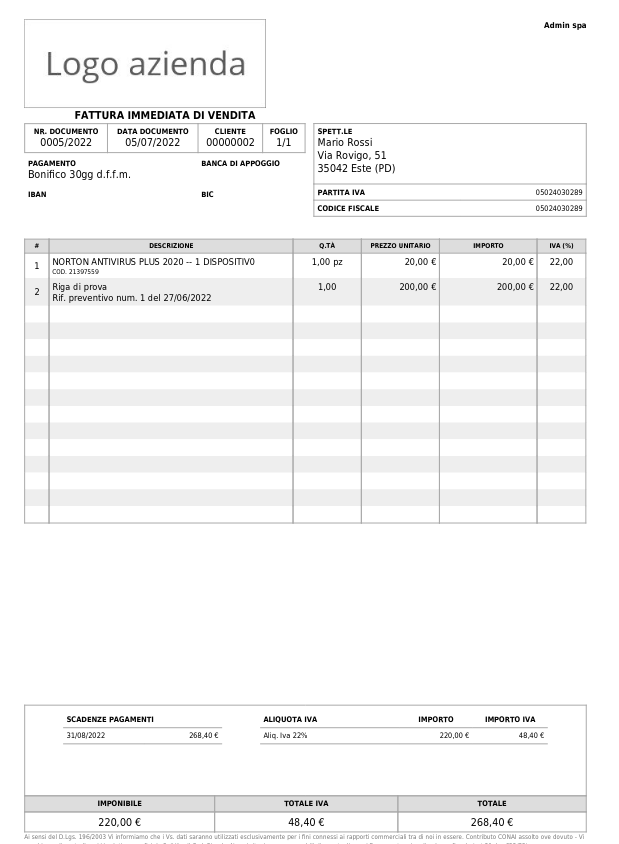 Admin spa
Logo azienda
FATTURA IMMEDIATA DI VENDITA
NR. DOCUMENTO DATA DOCUMENTO CLIENTE FOGLIO
0005/2022 05/07/2022 00000002 1/1
PAGAMENTO BANCA DI APPOGGIO
Bonifico 30gg d.f.f.m.
IBAN BIC
SPETT.LE
Mario Rossi
Via Rovigo, 51
35042 Este (PD)
PARTITA IVA 05024030289
CODICE FISCALE 05024030289
# DESCRIZIONE Q.TÀ PREZZO UNITARIO IMPORTO IVA (%)
1 NORTON ANTIVIRUS PLUS 2020 -- 1 DISPOSITIV0 1,00 pz 20,00 € 20,00 € 22,00
COD. 21397559
2 Riga di prova 1,00 200,00 € 200,00 € 22,00
Rif. preventivo num. 1 del 27/06/2022
SCADENZE PAGAMENTI ALIQUOTA IVA IMPORTO IMPORTO IVA
31/08/2022 268,40 € Aliq. Iva 22% 220,00 € 48,40 €
IMPONIBILE TOTALE IVA TOTALE
220,00 € 48,40 € 268,40 €
Ai sensi del D.Lgs. 196/2003 Vi informiamo che i Vs. dati saranno utilizzati esclusivamente per i fini connessi ai rapporti commerciali tra di noi in essere. Contributo CONAI assolto ove dovuto - Vi